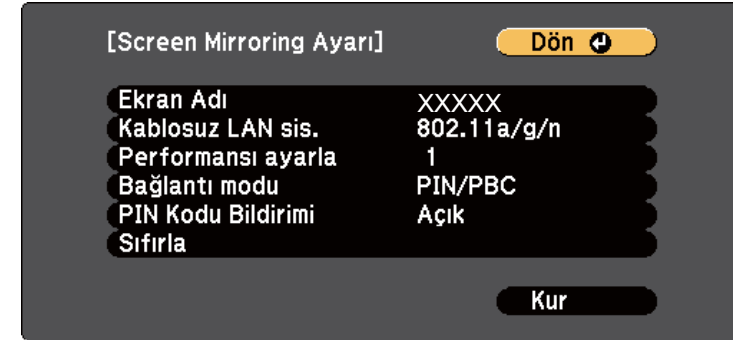 [Screen Mirroring Ayarı] Dön
Ekran Adı XXXXX
Kablosuz LAN sis. 802.11a/g/n
Performansı ayarla 1
Bağlantı modu PIN/PBC
PIN Kodu Bildirimi Açık
Sıfırla
Kur